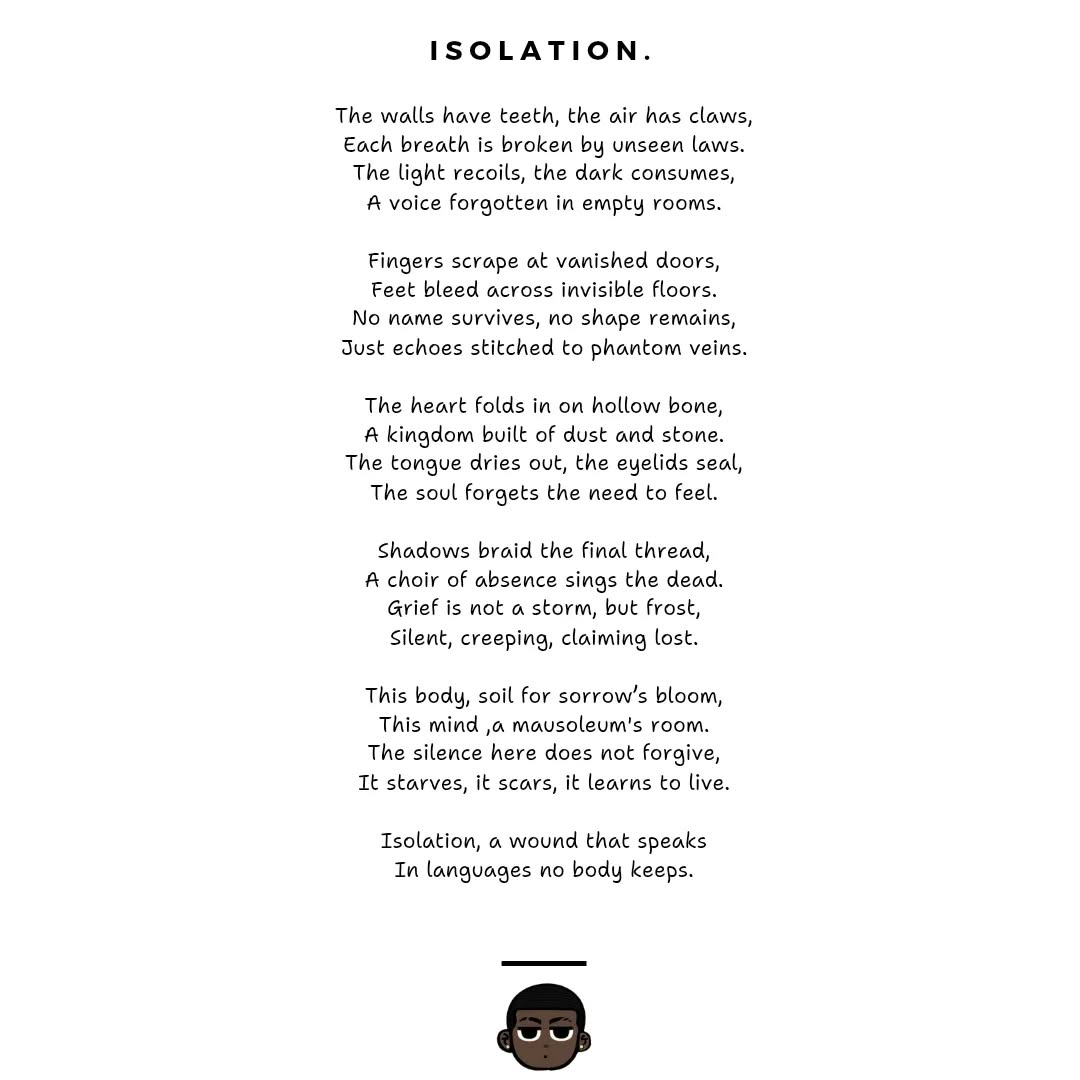 ISOLATION.
The walls have teeth, the air has claws,
Each breath is broken by unseen laws.
The light recoils, the dark consumes,
A voice forgotten in empty rooms.
Fingers scrape at vanished doors,
Feet bleed across invisible floors.
No name survives, no shape remains,
Just echoes stitched to phantom veins.
The heart folds in on hollow bone,
A kingdom built of dust and stone.
The tongue dries out, the eyelids seal,
The soul forgets the need to feel.
Shadows braid the final thread,
A choir of absence sings the dead.
Grief is not a storm, but frost,
Silent, creeping, claiming lost.
This body, soil for sorrow’s bloom,
This mind ,a mausoleum's room.
The silence here does not forgive,
It starves, it scars, it learns to live.
Isolation, a wound that speaks
In languages no body keeps.